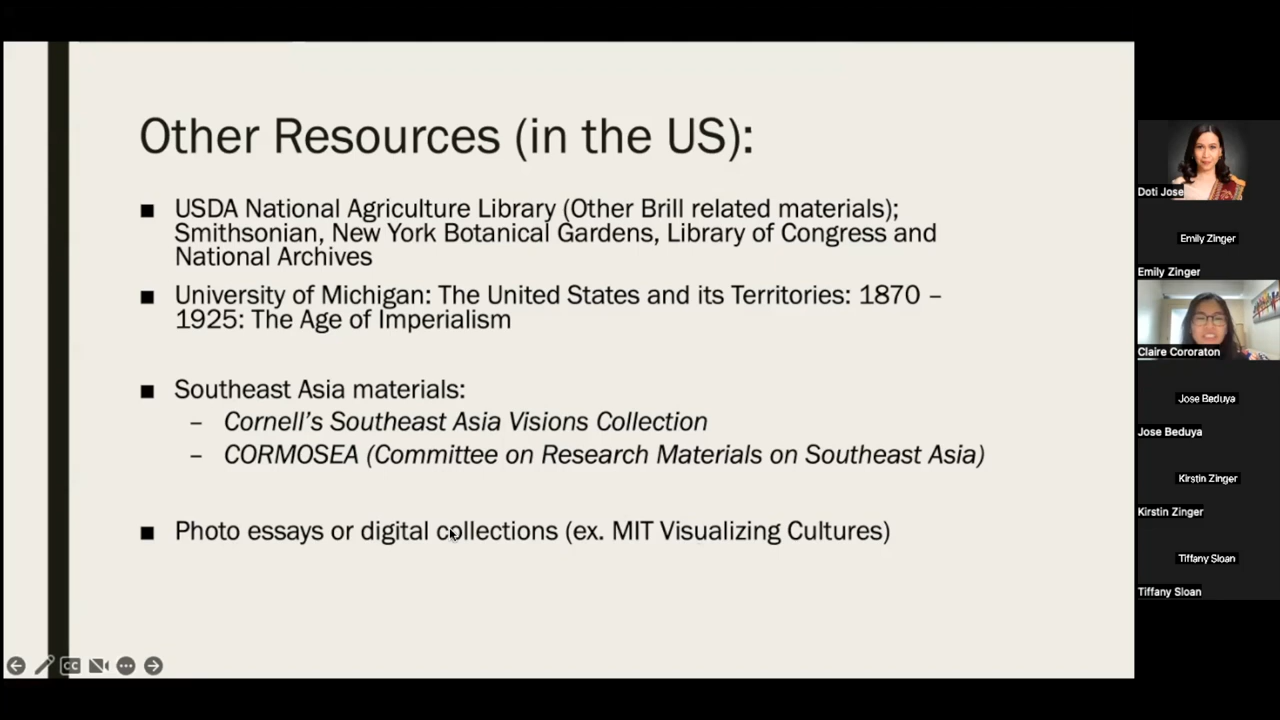 Other Resources (in the US):
■ USDA National Agriculture Library (Other Brill related materials);
Smithsonian, New York Botanical Gardens, Library of Congress and
National Archives
■ University of Michigan: The United States and its Territories: 1870 –
1925: The Age of Imperialism
■ Southeast Asia materials:
– Cornell’s Southeast Asia Visions Collection
– CORMOSEA (Committee on Research Materials on Southeast Asia)
■ Photo essays or digital collections (ex. MIT Visualizing Cultures)
CC
Doti Jose
Emily Zinger
Emily Zinger
Claire Cororaton
Jose Beduya
Jose Beduya
Kirstin Zinger
Kirstin Zinger
Tiffany Sloan
Tiffany Sloan